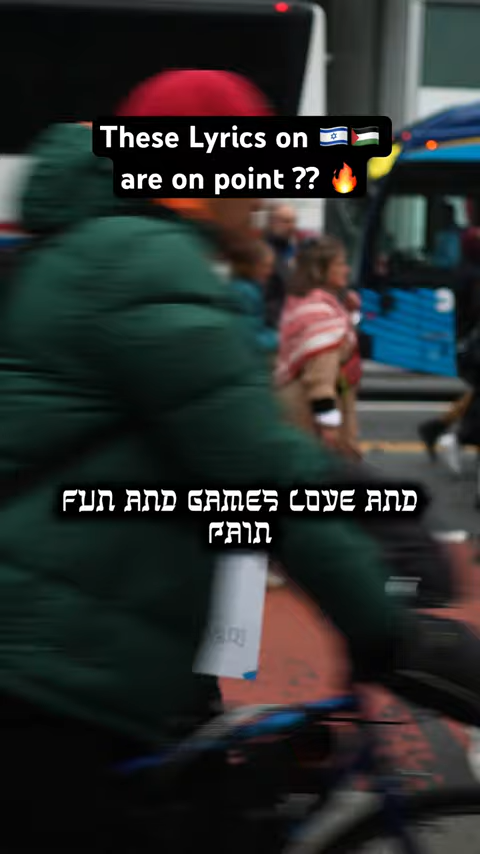 These Lyrics on 🇮🇱🇵🇸
are on point ?? 🔥
FUN AND GAMES LOVE AND
PAIN